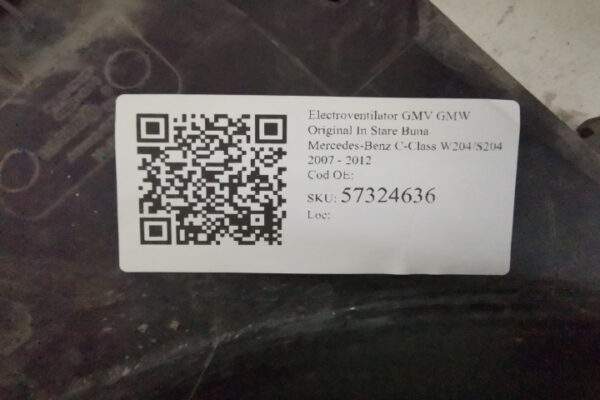 Electroventilator GMV GMW
Original In Stare Buna
Mercedes-Benz C-Class W204/S204
2007 - 2012
Cod OE:
SKU: 57324636
Loc: